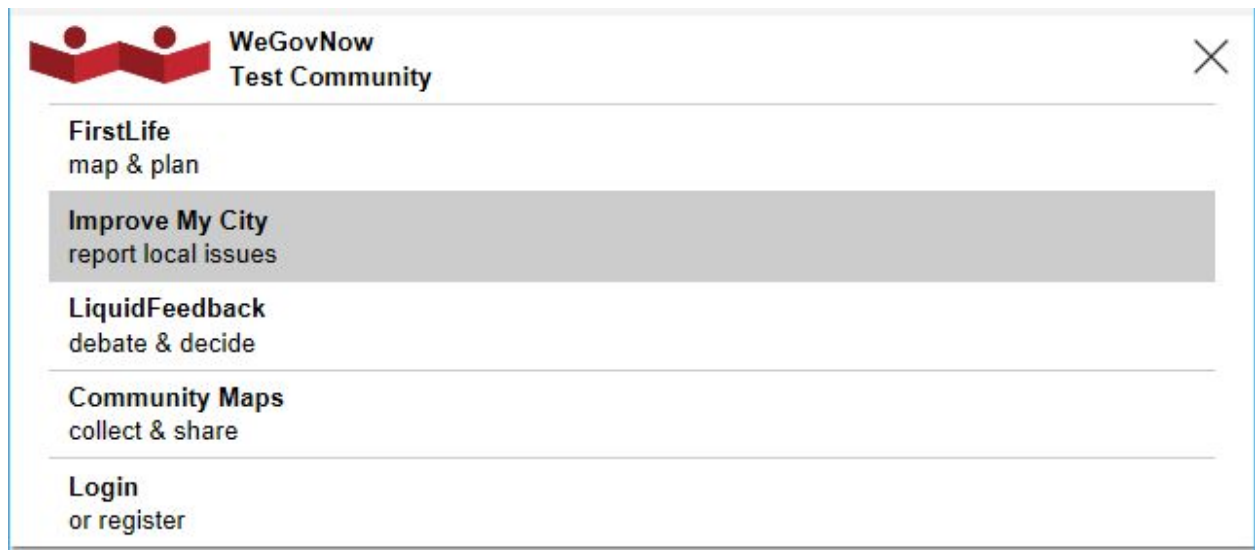 WeGovNow
Test Community
FirstLife
map & plan
Improve My City
report local issues
LiquidFeedback
debate & decide
Community Maps
collect & share
Login
or register